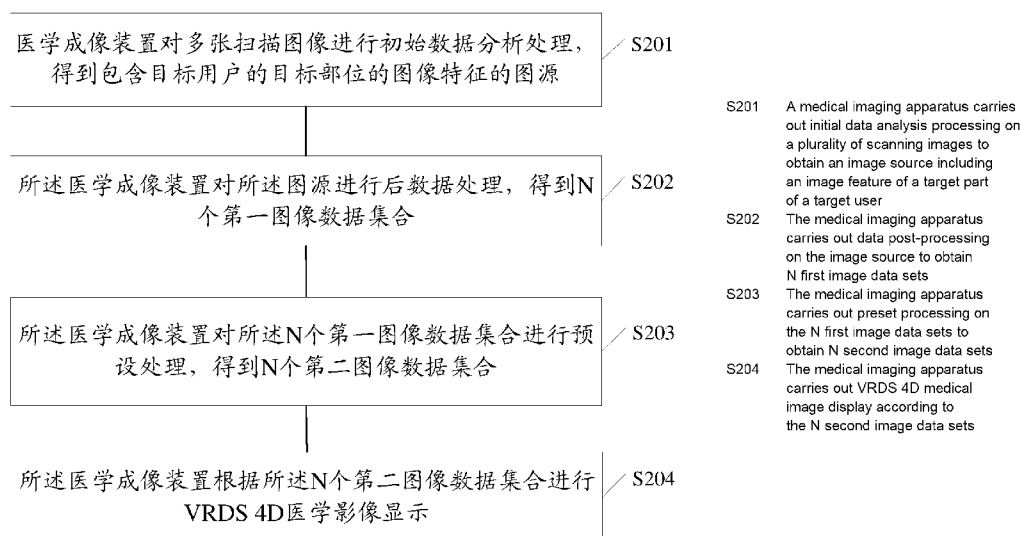 医学成像装置对多张扫描图像进行初始数据分析处理，
得到包含目标用户的目标部位的图像特征的图源
S201
所述医学成像装置对所述图源进行后数据处理，得到N
个第一图像数据集合
S202
所述医学成像装置对所述N个第一图像数据集合进行预
设处理，得到N个第二图像数据集合
S203
所述医学成像装置根据所述N个第二图像数据集合进行
VRDS 4D医学影像显示
S204
S201 A medical imaging apparatus carries
out initial data analysis processing on
a plurality of scanning images to
obtain an image source including
an image feature of a target part
of a target user
S202 The medical imaging apparatus
carries out data post-processing
on the image source to obtain
N first image data sets
S203 The medical imaging apparatus
carries out preset processing on
the N first image data sets to
obtain N second image data sets
S204 The medical imaging apparatus
carries out VRDS 4D medical
image display according to
the N second image data sets